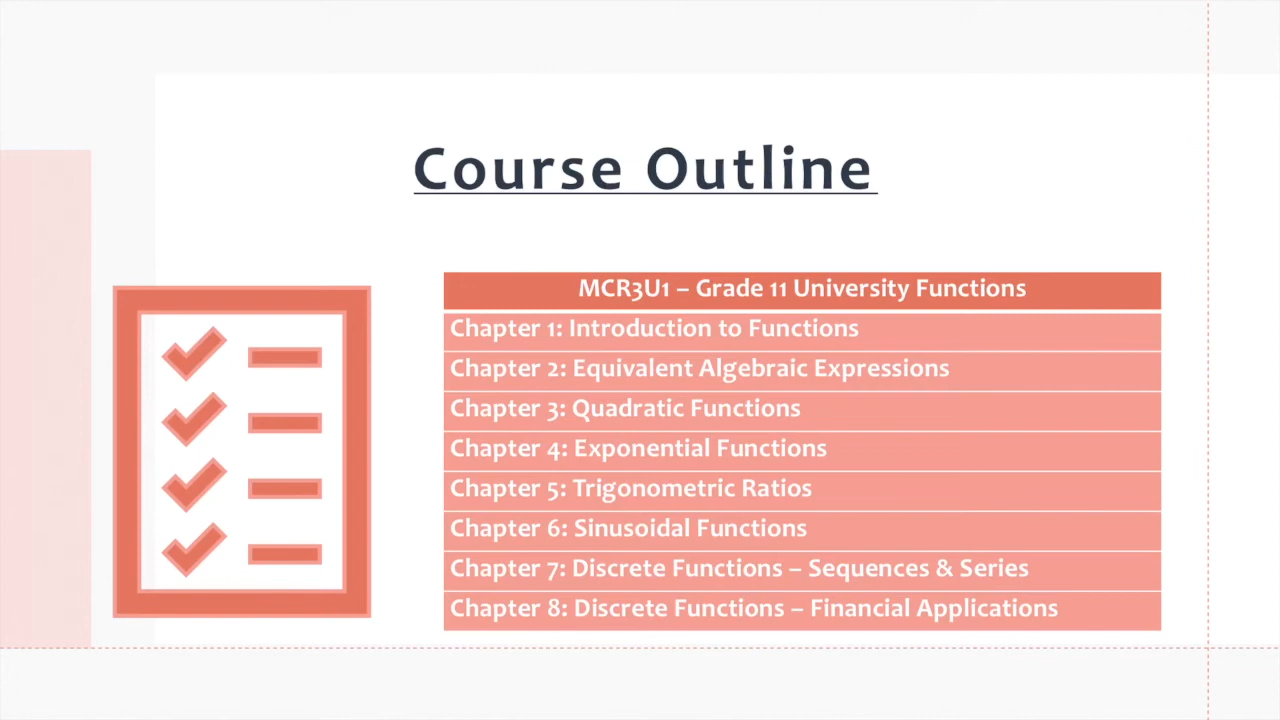 Course Outline
MCR3U1 – Grade 11 University Functions
Chapter 1: Introduction to Functions
Chapter 2: Equivalent Algebraic Expressions
Chapter 3: Quadratic Functions
Chapter 4: Exponential Functions
Chapter 5: Trigonometric Ratios
Chapter 6: Sinusoidal Functions
Chapter 7: Discrete Functions – Sequences & Series
Chapter 8: Discrete Functions – Financial Applications